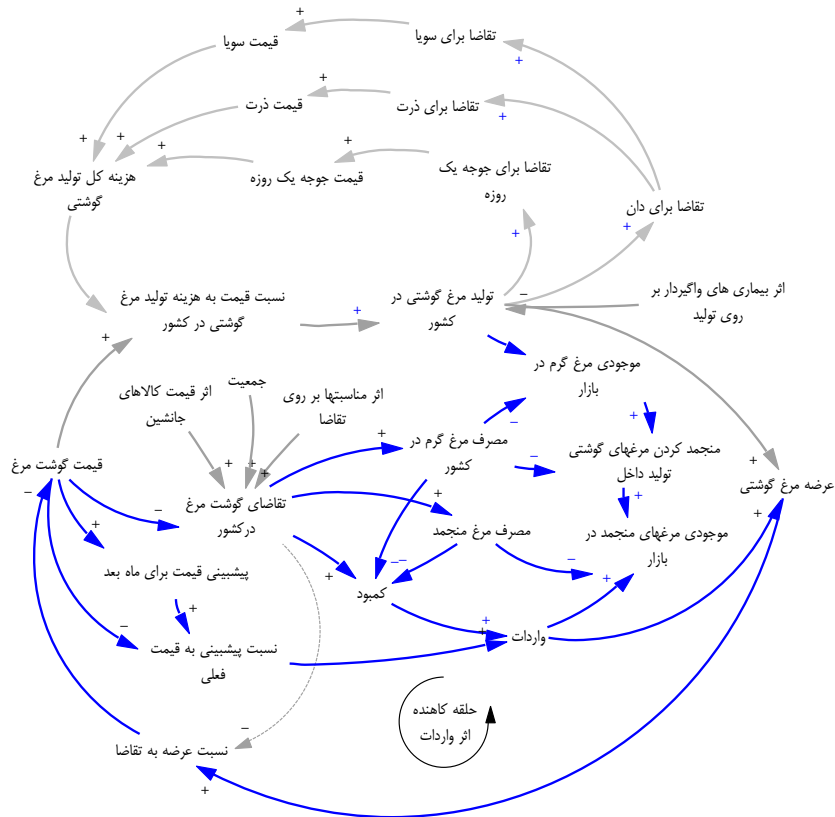 تقاضا برای سویا
قیمت سویا
تقاضا برای ذرت
قیمت ذرت
تقاضا برای جوجه یک
روزه
قیمت جوجه یک روزه
هزینه کل تولید مرغ
گوشتی
تقاضا برای دان
اثر بیماری های واگیردار بر
روی تولید
تولید مرغ گوشتی در
کشور
نسبت قیمت به هزینه تولید مرغ
گوشتی در کشور
موجودی مرغ گرم در
بازار
جمعیت
اثر مناسبتها بر روی
تقاضا
اثر قیمت کالاهای
جانشین
مصرف مرغ گرم در
کشور
منجمد کردن مرغهای گوشتی
تولید داخل
عرضه مرغ گوشتی
قیمت گوشت مرغ
تقاضای گوشت مرغ
درکشور
مصرف مرغ منجمد
موجودی مرغهای منجمد در
بازار
پیشبینی قیمت برای ماه بعد
کمبود
واردات
نسبت پیشبینی به قیمت
فعلی
حلقه کاهنده
اثر واردات
نسبت عرضه به تقاضا